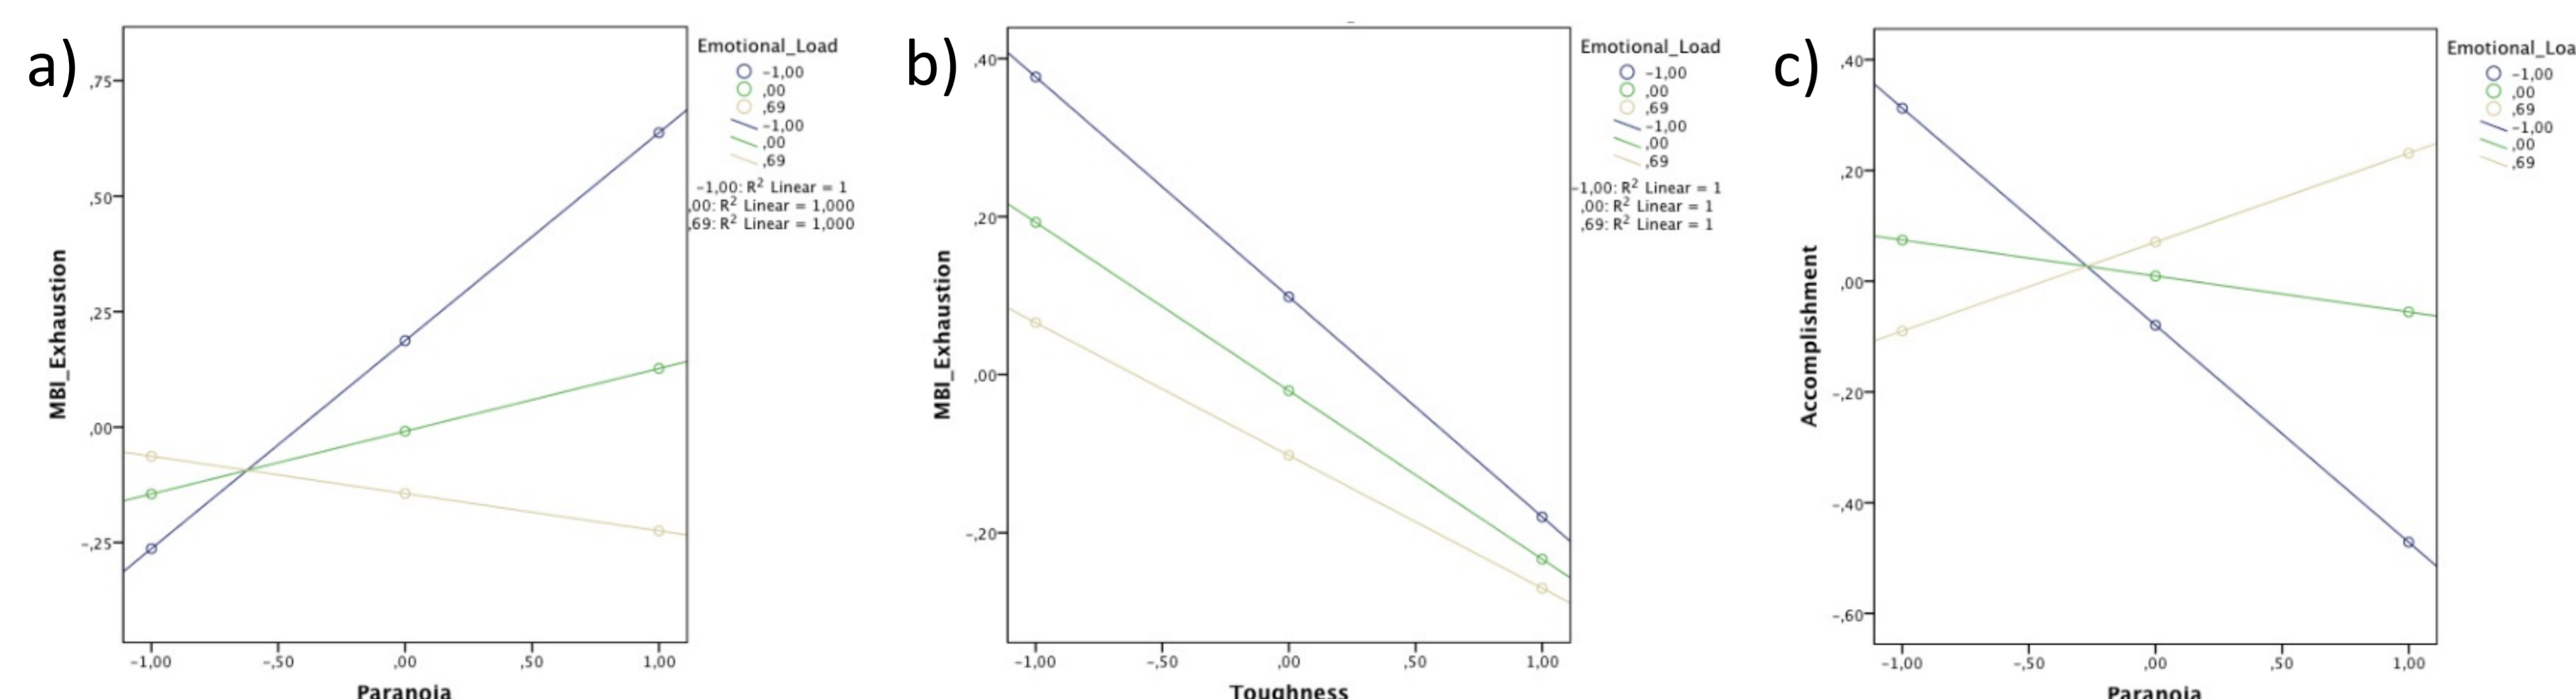 a)
Emotional_Load
-1,00
,00
,69
-1,00
,00
,69
-1,00: R² Linear = 1
,00: R² Linear = 1,000
,69: R² Linear = 1,000
MBI_Exhaustion
,75
,50
,25
,00
-,25
-1,00 -,50 ,00 ,50 1,00
Paranoia
b)
Emotional_Load
-1,00
,00
,69
-1,00
,00
,69
-1,00: R² Linear = 1
,00: R² Linear = 1
,69: R² Linear = 1
MBI_Exhaustion
,40
,20
,00
-,20
-1,00 -,50 ,00 ,50 1,00
Toughness
c)
Emotional_Loa
-1,00
,00
,69
-1,00
,00
,69
Accomplishment
,40
,20
,00
-,20
-,40
-,60
-1,00 -,50 ,00 ,50 1,00
Paranoia